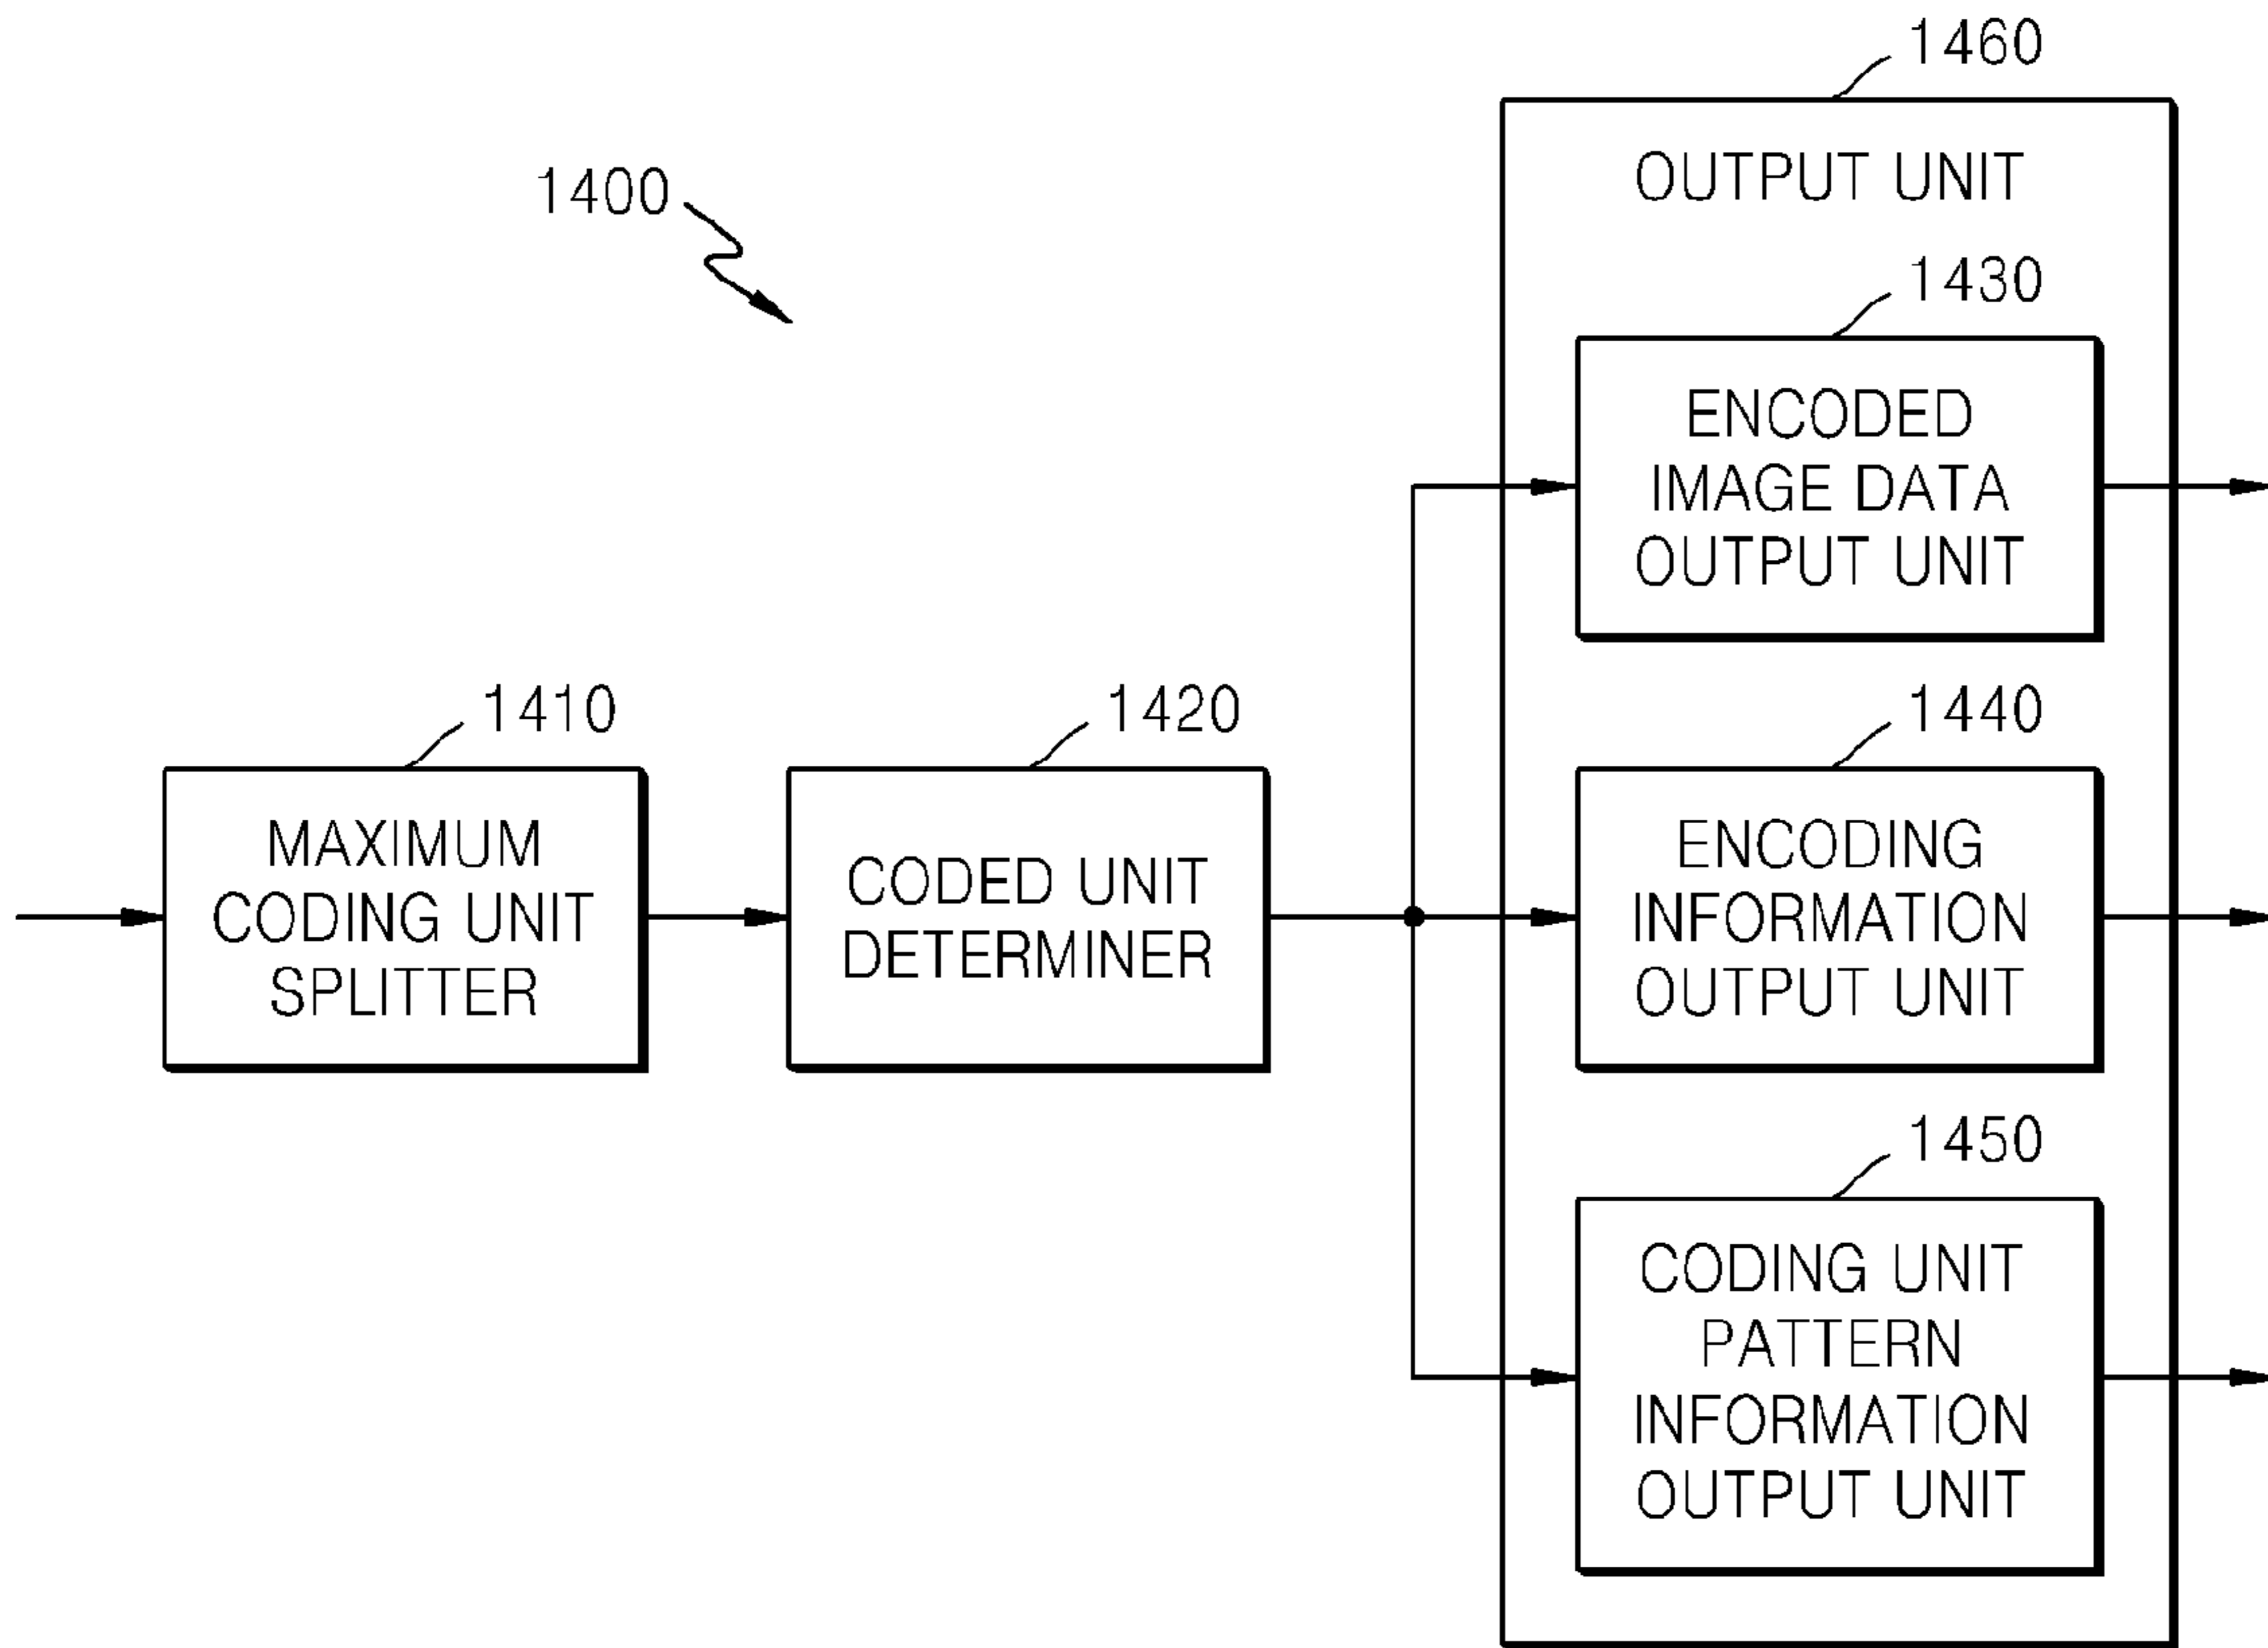 1460
OUTPUT UNIT
1400
1430
ENCODED
IMAGE DATA
OUTPUT UNIT
1410
1420
1440
MAXIMUM
CODING UNIT
SPLITTER
CODED UNIT
DETERMINER
ENCODING
INFORMATION
OUTPUT UNIT
1450
CODING UNIT
PATTERN
INFORMATION
OUTPUT UNIT